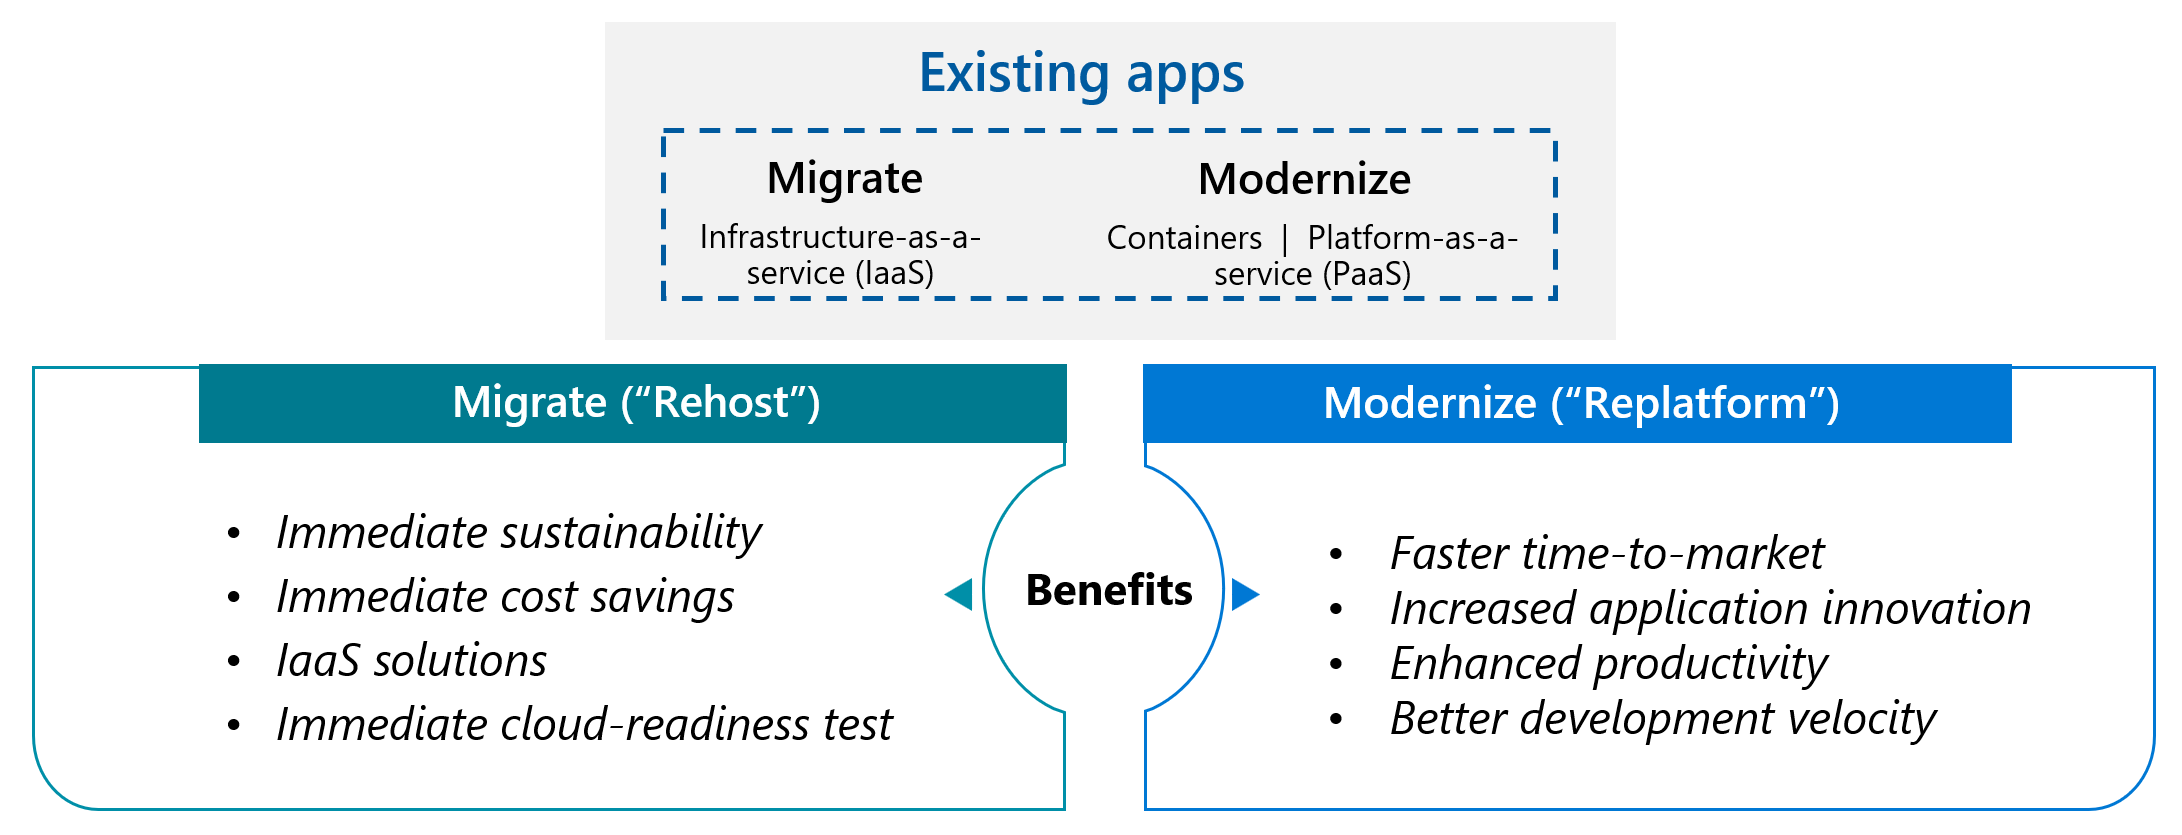 Existing apps
Migrate
Infrastructure-as-a-
service (IaaS)
Modernize
Containers | Platform-as-a-
service (PaaS)
Migrate (“Rehost”)
• Immediate sustainability
• Immediate cost savings
• IaaS solutions
• Immediate cloud-readiness test
Benefits
Modernize (“Replatform”)
• Faster time-to-market
• Increased application innovation
• Enhanced productivity
• Better development velocity